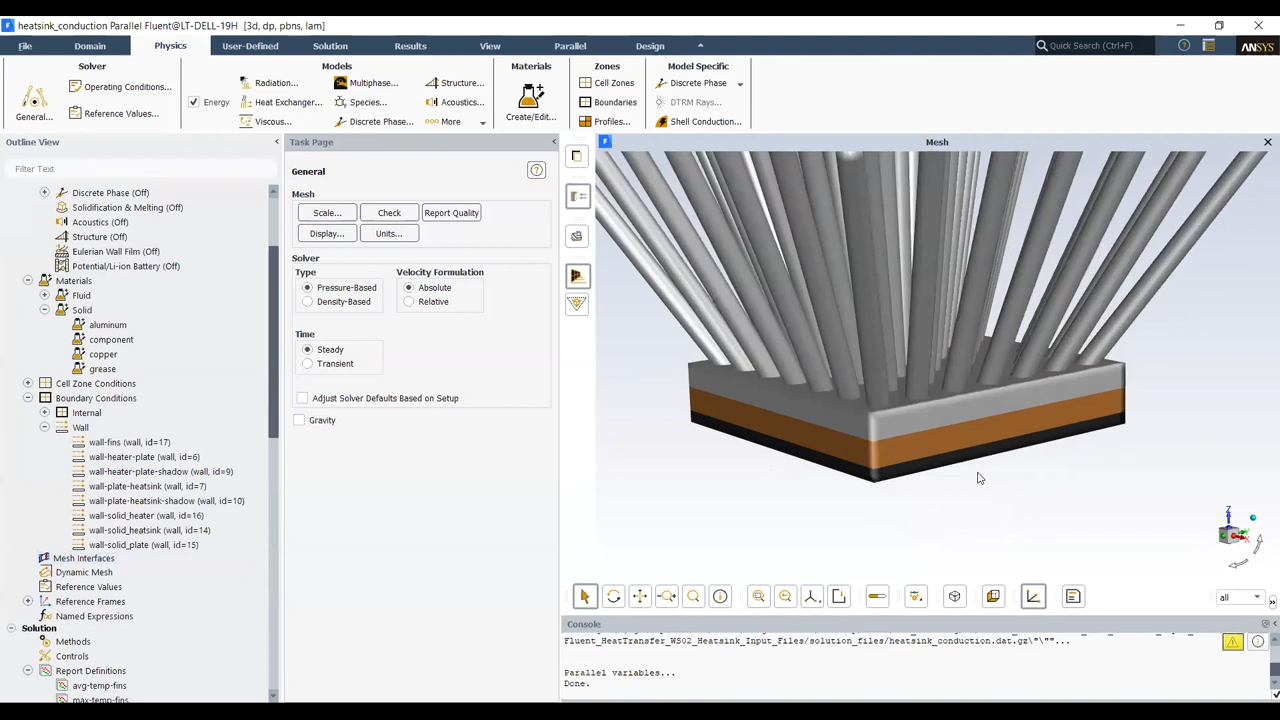 heatsink_conduction Parallel Fluent@LT-DELL-19H [3d, dp, pbns, lam]
File Domain Physics User-Defined Solution Results View Parallel Design Quick Search (Ctrl+F) ANSYS
Solver Models Materials Zones Model Specific
General...
Operating Conditions...
Reference Values...
Energy
Radiation...
Heat Exchanger...
Viscous...
Multiphase...
Species...
Discrete Phase...
Structure...
Acoustics...
More
Create/Edit...
Cell Zones
Boundaries
Profiles...
Discrete Phase
DTRM Rays...
Shell Conduction...
Outline View
Filter Text
Discrete Phase (Off)
Solidification & Melting (Off)
Acoustics (Off)
Structure (Off)
Eulerian Wall Film (Off)
Potential/Li-ion Battery (Off)
Materials
Fluid
Solid
aluminum
component
copper
grease
Cell Zone Conditions
Boundary Conditions
Internal
Wall
wall-fins (wall, id=17)
wall-heater-plate (wall, id=6)
wall-heater-plate-shadow (wall, id=9)
wall-plate-heatsink (wall, id=7)
wall-plate-heatsink-shadow (wall, id=10)
wall-solid_heater (wall, id=16)
wall-solid_heatsink (wall, id=14)
wall-solid_plate (wall, id=15)
Mesh Interfaces
Dynamic Mesh
Reference Values
Reference Frames
Named Expressions
Solution
Methods
Controls
Report Definitions
avg-temp-fins
max-temp-fins
Task Page
General
Mesh
Scale... Check Report Quality
Display... Units...
Solver
Type
Pressure-Based
Density-Based
Velocity Formulation
Absolute
Relative
Time
Steady
Transient
Adjust Solver Defaults Based on Setup
Gravity
Mesh
Z
X
all
Console
Fluent_HeatTransfer_WS02_Heatsink_Input_Files/solution_files/heatsink_conduction.dat.gz\"\""...
Parallel variables...
Done.